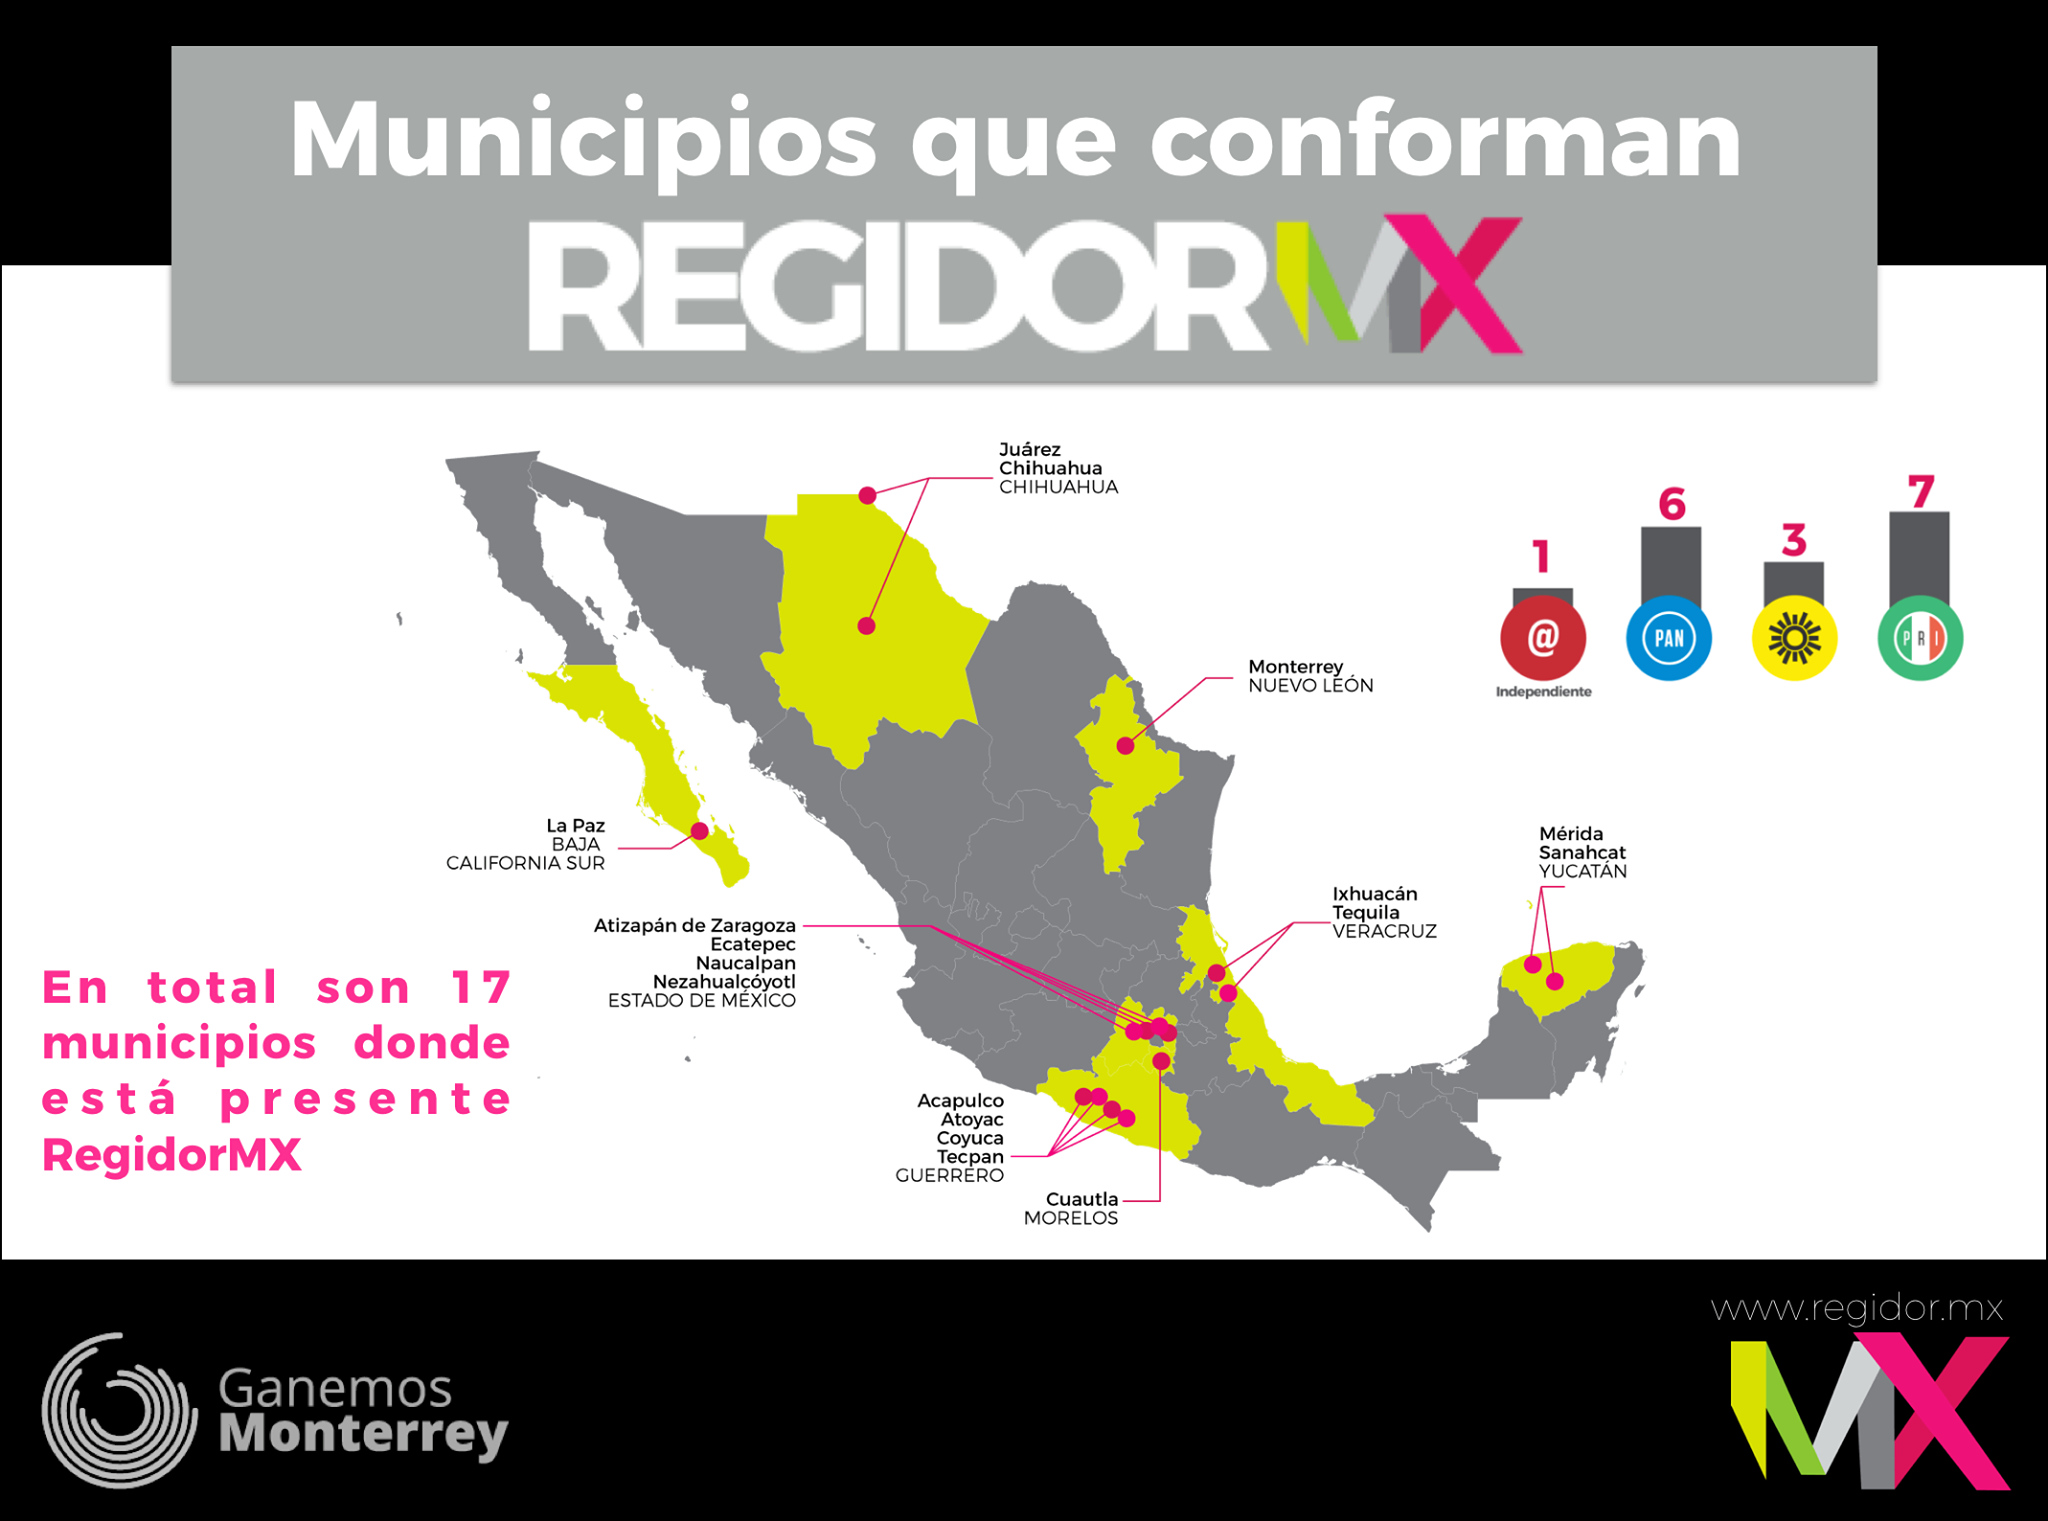 Municipios que conforman
REGIDORMX
Juárez
Chihuahua
CHIHUAHUA
1
6
3
7
@
PAN
PRI
Independiente
Monterrey
NUEVO LEÓN
La Paz
BAJA
CALIFORNIA SUR
Mérida
Sanahcat
YUCATÁN
Ixhuacán
Tequila
VERACRUZ
Atizapán de Zaragoza
Ecatepec
Naucalpan
Nezahualcóyotl
ESTADO DE MÉXICO
En total son 17
municipios donde
está presente
RegidorMX
Acapulco
Atoyac
Coyuca
Tecpan
GUERRERO
Cuautla
MORELOS
www.regidor.mx
MX
Ganemos
Monterrey